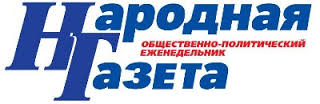 Народная
ОБЩЕСТВЕННО-ПОЛИТИЧЕСКИЙ
ЕЖЕНЕДЕЛЬНИК
Газета